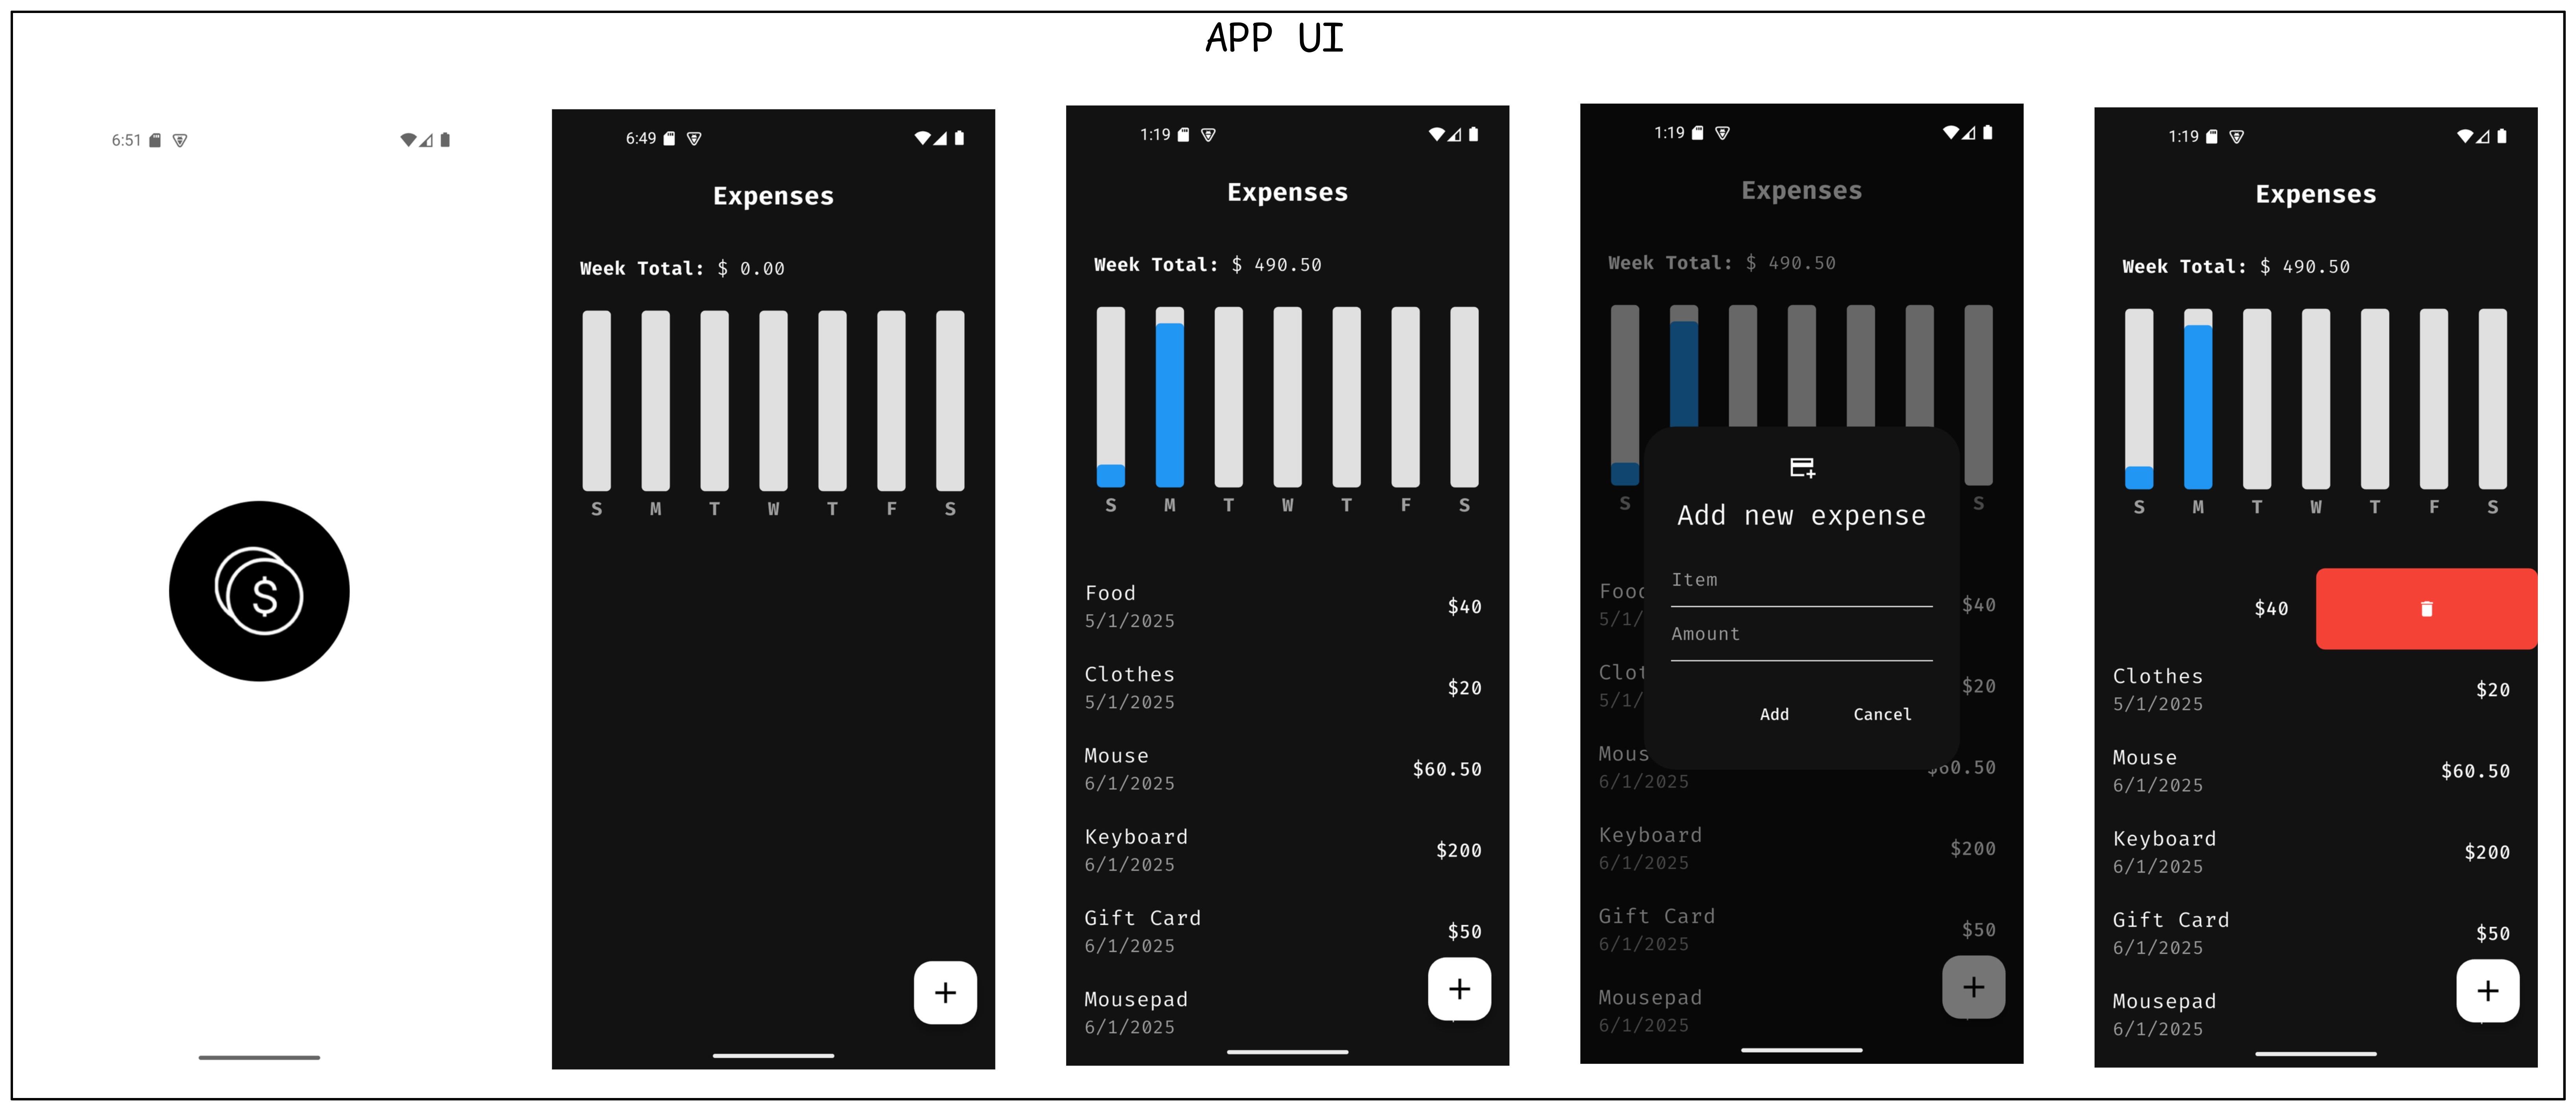 APP UI
6:51
$
6:49
Expenses
Week Total: $ 0.00
S M T W T F S
+
1:19
Expenses
Week Total: $ 490.50
S M T W T F S
Food
5/1/2025
$40
Clothes
5/1/2025
$20
Mouse
6/1/2025
$60.50
Keyboard
6/1/2025
$200
Gift Card
6/1/2025
$50
Mousepad
6/1/2025
+
1:19
Expenses
Week Total: $ 490.50
S S
Add new expense
Item
Amount
Add Cancel
Food
5/1/
$40
Clot
5/1/
$20
Mous
6/1/2025
$60.50
Keyboard
6/1/2025
$200
Gift Card
6/1/2025
$50
Mousepad
6/1/2025
+
1:19
Expenses
Week Total: $ 490.50
S M T W T F S
$40
Clothes
5/1/2025
$20
Mouse
6/1/2025
$60.50
Keyboard
6/1/2025
$200
Gift Card
6/1/2025
$50
Mousepad
6/1/2025
+